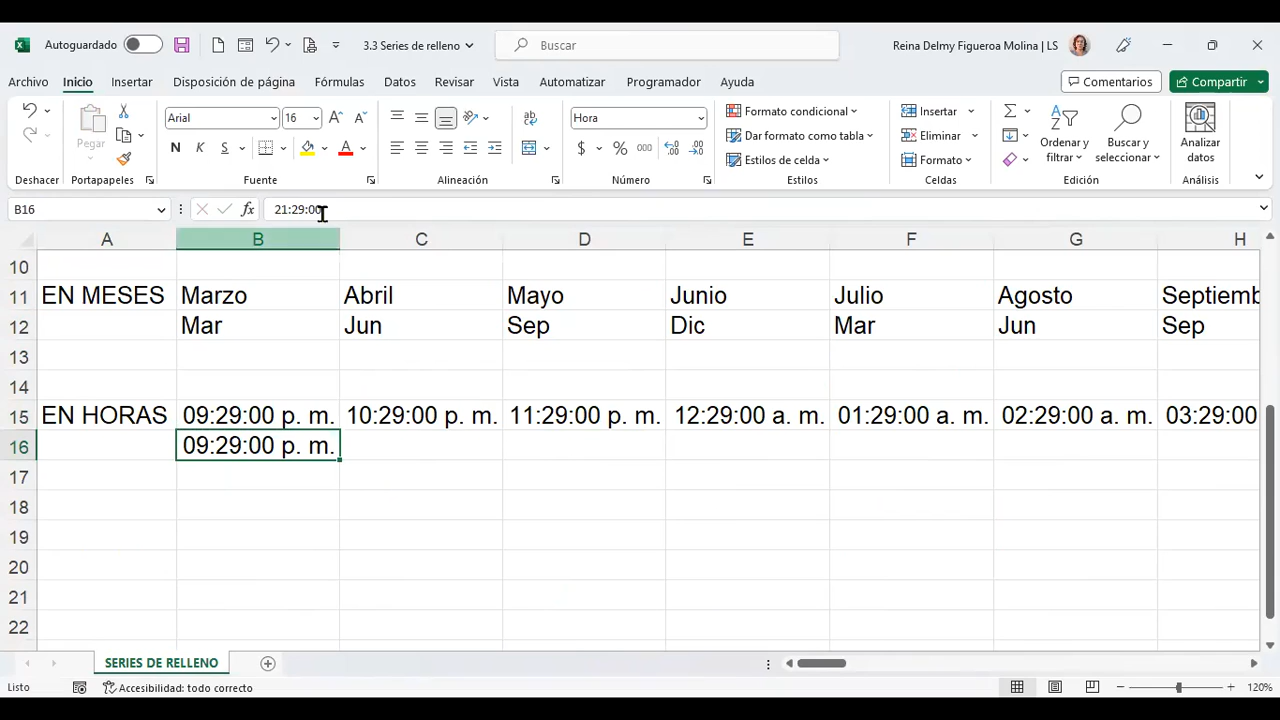 Autoguardado 3.3 Series de relleno Buscar Reina Delmy Figueroa Molina | LS
Archivo Inicio Insertar Disposición de página Fórmulas Datos Revisar Vista Automatizar Programador Ayuda Comentarios Compartir
Pegar Arial 16 Hora Formato condicional Insertar Ordenar y filtrar Buscar y seleccionar Analizar datos
Dar formato como tabla Eliminar
N K S A $ % 000 Estilos de celda Formato
Deshacer Portapapeles Fuente Alineación Número Estilos Celdas Edición Análisis
B16 fx 21:29:00
A B C D E F G H
10
11 EN MESES Marzo Abril Mayo Junio Julio Agosto Septiemb
12 Mar Jun Sep Dic Mar Jun Sep
13
14
15 EN HORAS 09:29:00 p. m. 10:29:00 p. m. 11:29:00 p. m. 12:29:00 a. m. 01:29:00 a. m. 02:29:00 a. m. 03:29:00
16 09:29:00 p. m.
17
18
19
20
21
22
SERIES DE RELLENO
Listo Accesibilidad: todo correcto 120%